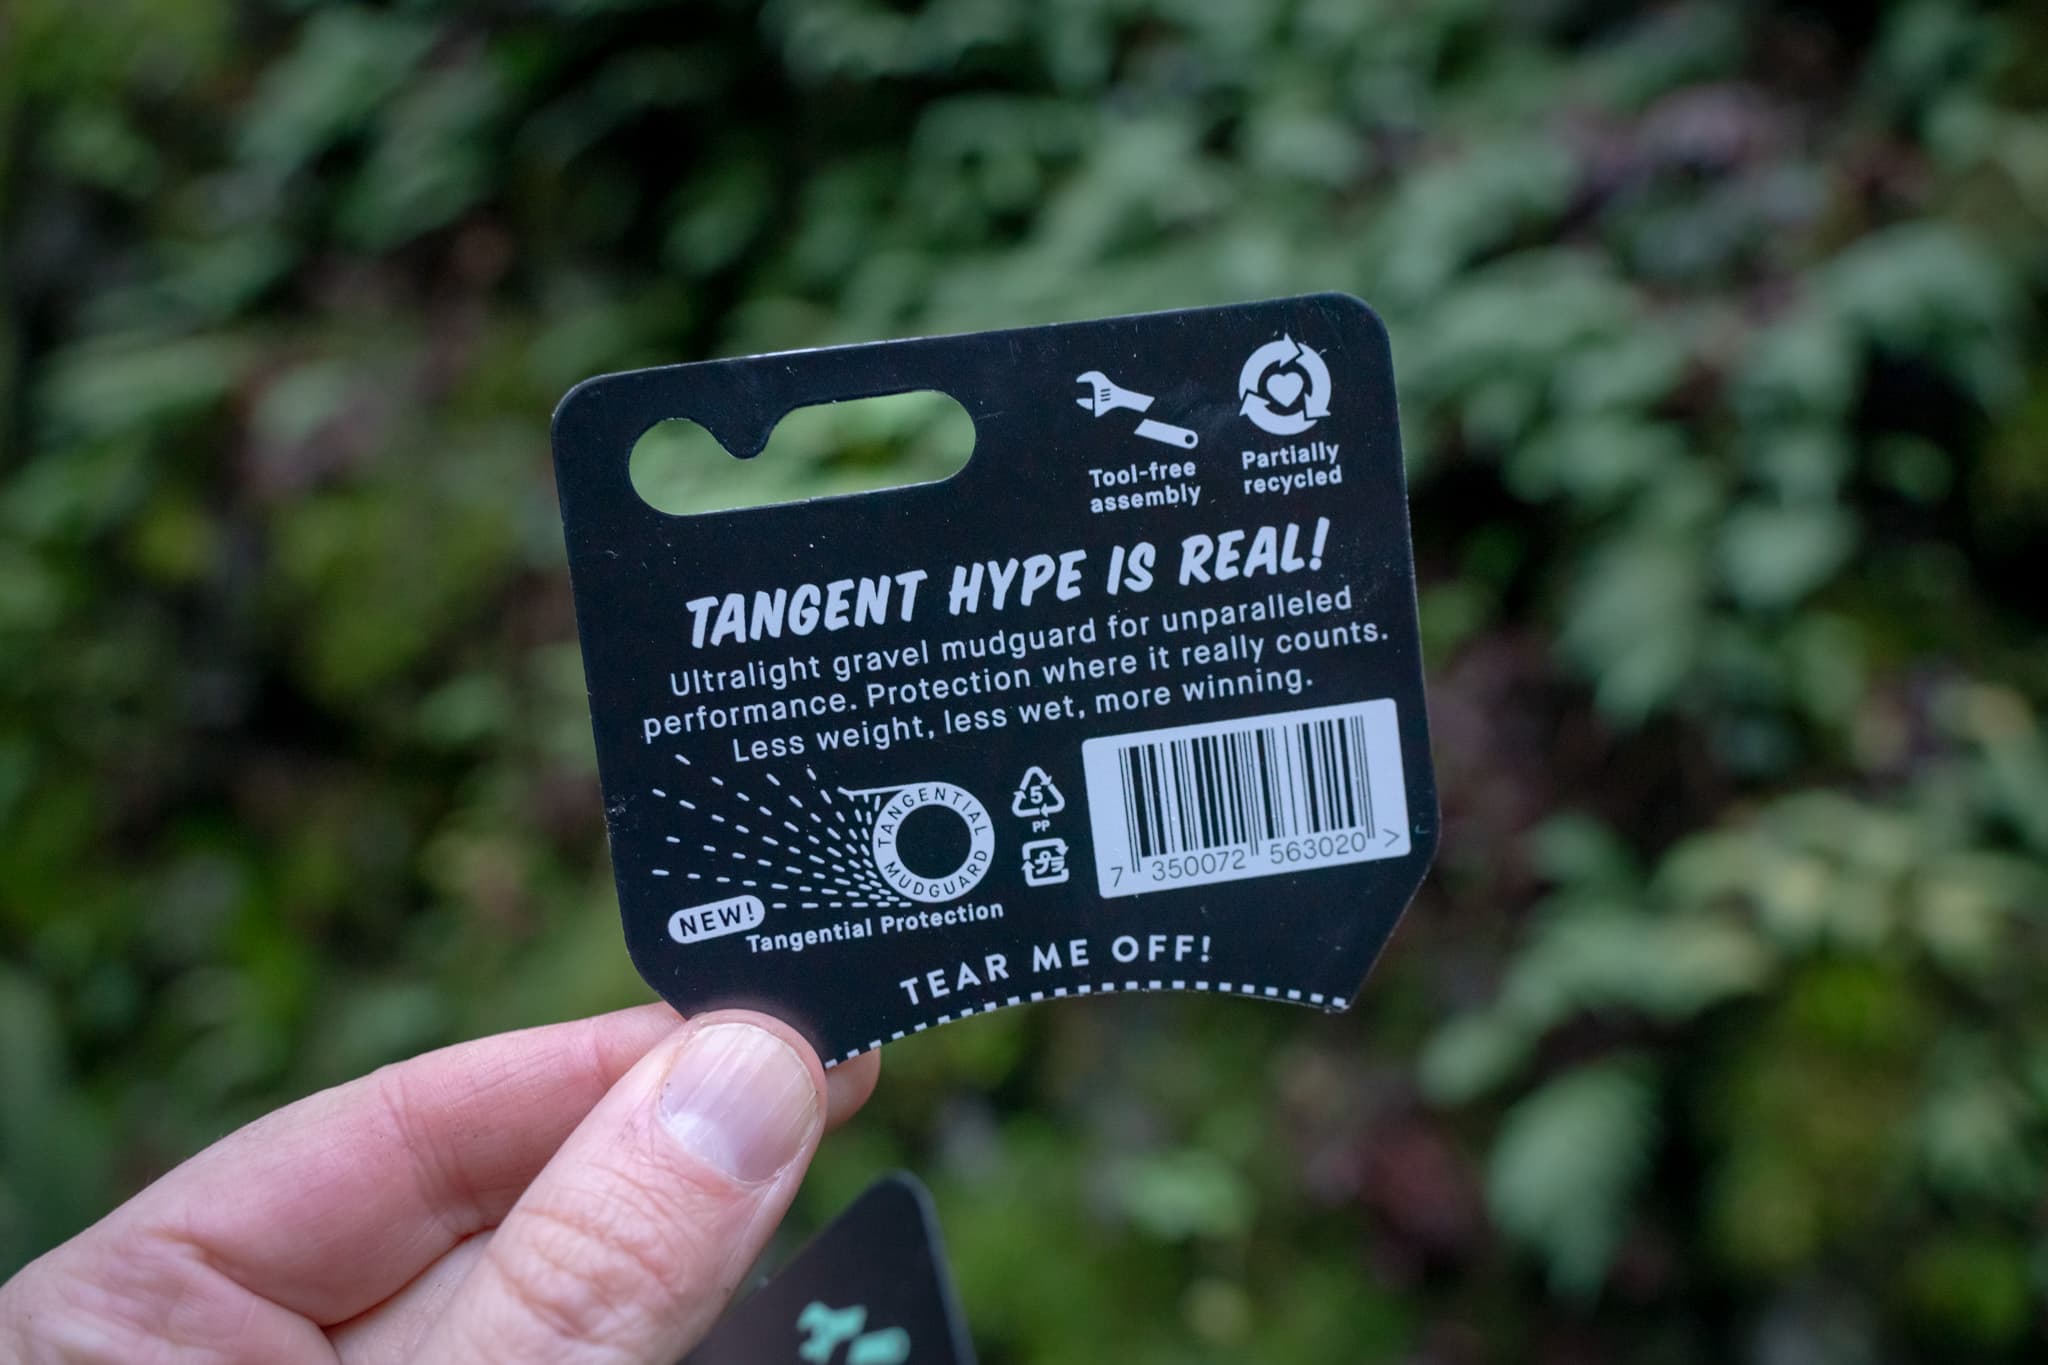 Tool-free
assembly
Partially
recycled
TANGENT HYPE IS REAL!
Ultralight gravel mudguard for unparalleled
performance. Protection where it really counts.
Less weight, less wet, more winning.
TANGENTIAL
MUDGUARD
5
PP
プラ
7 350072 563020 >
NEW!
Tangential Protection
TEAR ME OFF!